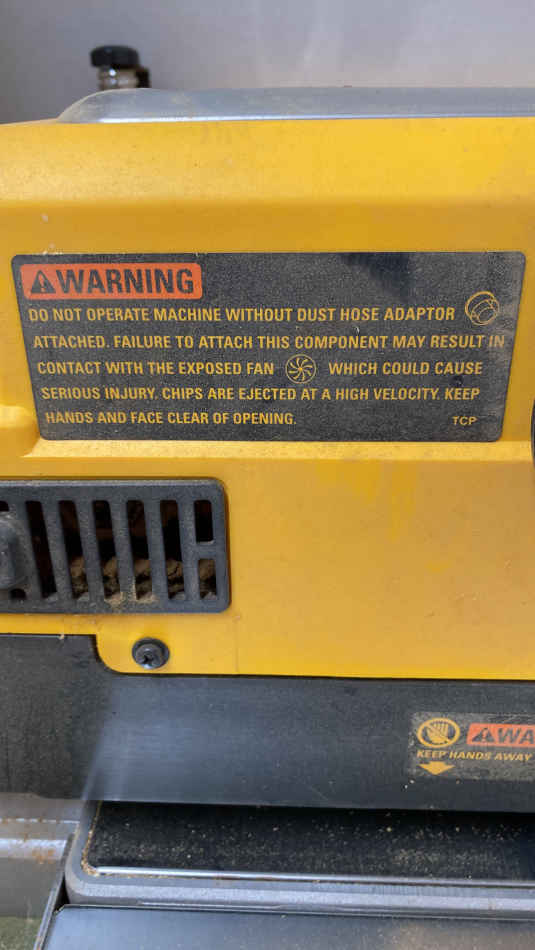 WARNING
DO NOT OPERATE MACHINE WITHOUT DUST HOSE ADAPTOR
ATTACHED. FAILURE TO ATTACH THIS COMPONENT MAY RESULT IN
CONTACT WITH THE EXPOSED FAN WHICH COULD CAUSE
SERIOUS INJURY. CHIPS ARE EJECTED AT A HIGH VELOCITY. KEEP
HANDS AND FACE CLEAR OF OPENING. TCP
WA
KEEP HANDS AWAY